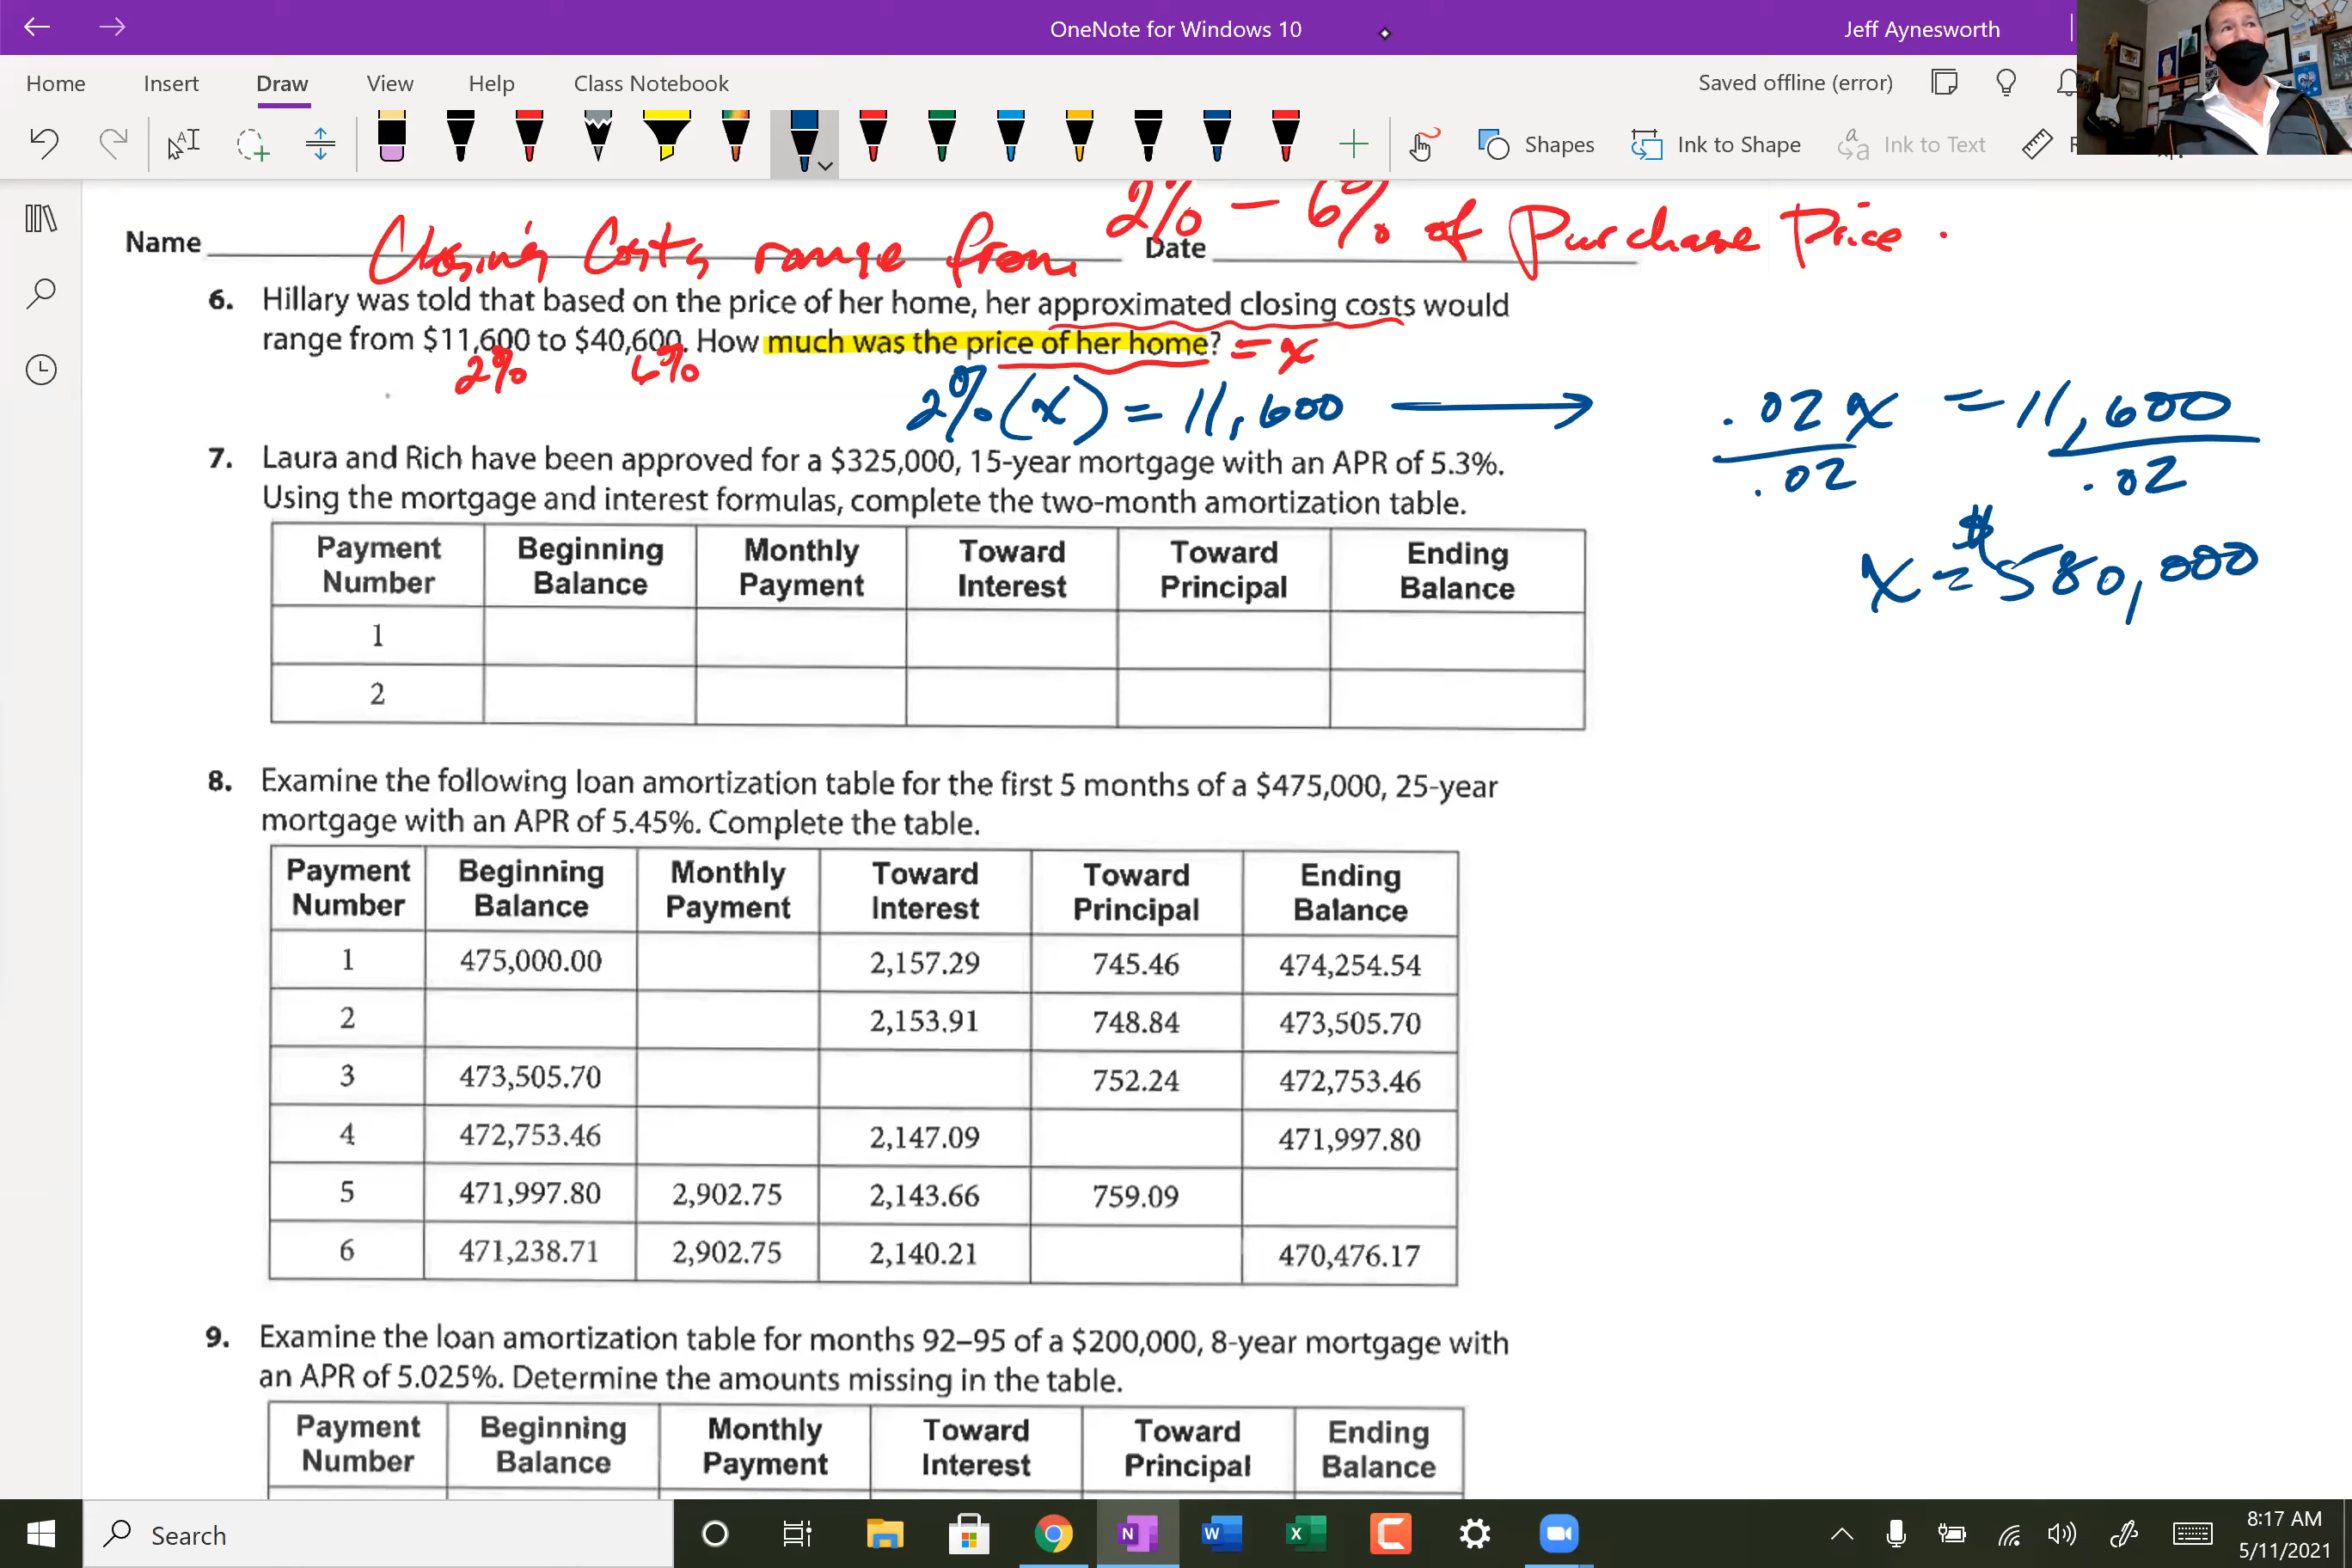 OneNote for Windows 10
Jeff Aynesworth
Home Insert Draw View Help Class Notebook
Saved offline (error)
Shapes Ink to Shape Ink to Text
2% - 6% of Purchase Price.
Closing Costs range from
Name Date
6. Hillary was told that based on the price of her home, her approximated closing costs would
range from $11,600 to $40,600. How much was the price of her home? = x
2% 6%
2% (x) = 11,600 .02x = 11,600
.02 .02
x = $580,000
7. Laura and Rich have been approved for a $325,000, 15-year mortgage with an APR of 5.3%.
Using the mortgage and interest formulas, complete the two-month amortization table.
Payment Beginning Monthly Toward Toward Ending
Number Balance Payment Interest Principal Balance
1
2
8. Examine the following loan amortization table for the first 5 months of a $475,000, 25-year
mortgage with an APR of 5.45%. Complete the table.
Payment Beginning Monthly Toward Toward Ending
Number Balance Payment Interest Principal Balance
1 475,000.00 2,157.29 745.46 474,254.54
2 2,153.91 748.84 473,505.70
3 473,505.70 752.24 472,753.46
4 472,753.46 2,147.09 471,997.80
5 471,997.80 2,902.75 2,143.66 759.09
6 471,238.71 2,902.75 2,140.21 470,476.17
9. Examine the loan amortization table for months 92–95 of a $200,000, 8-year mortgage with
an APR of 5.025%. Determine the amounts missing in the table.
Payment Beginning Monthly Toward Toward Ending
Number Balance Payment Interest Principal Balance
Search
8:17 AM
5/11/2021